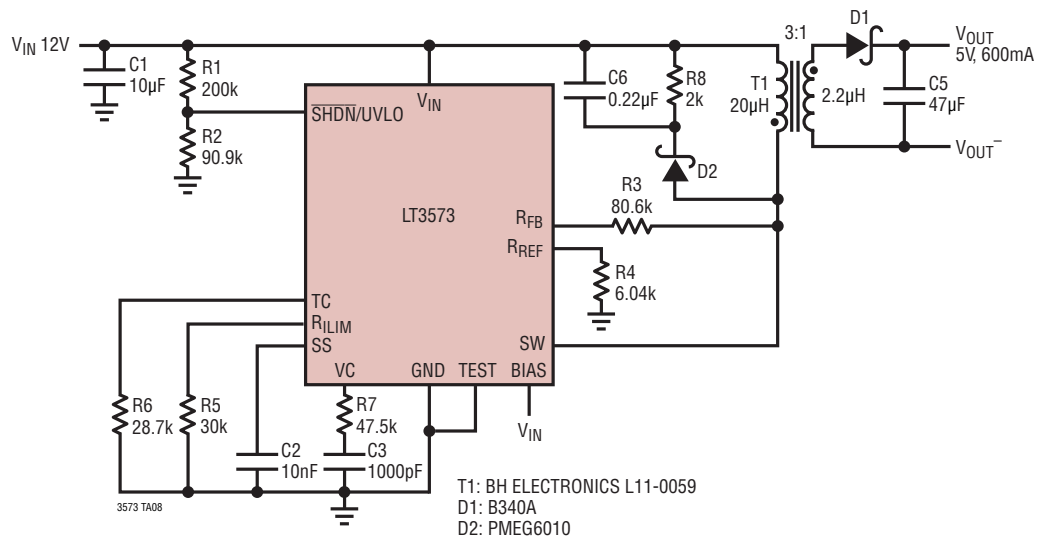 VIN 12V
C1
10µF
R1
200k
R2
90.9k
SHDN/UVLO
VIN
LT3573
RFB
RREF
SW
TC
RILIM
SS
VC
GND
TEST
BIAS
VIN
C6
0.22µF
R8
2k
D2
R3
80.6k
R4
6.04k
3:1
T1
20µH
2.2µH
D1
VOUT
5V, 600mA
C5
47µF
VOUT–
R6
28.7k
R5
30k
C2
10nF
R7
47.5k
C3
1000pF
3573 TA08
T1: BH ELECTRONICS L11-0059
D1: B340A
D2: PMEG6010